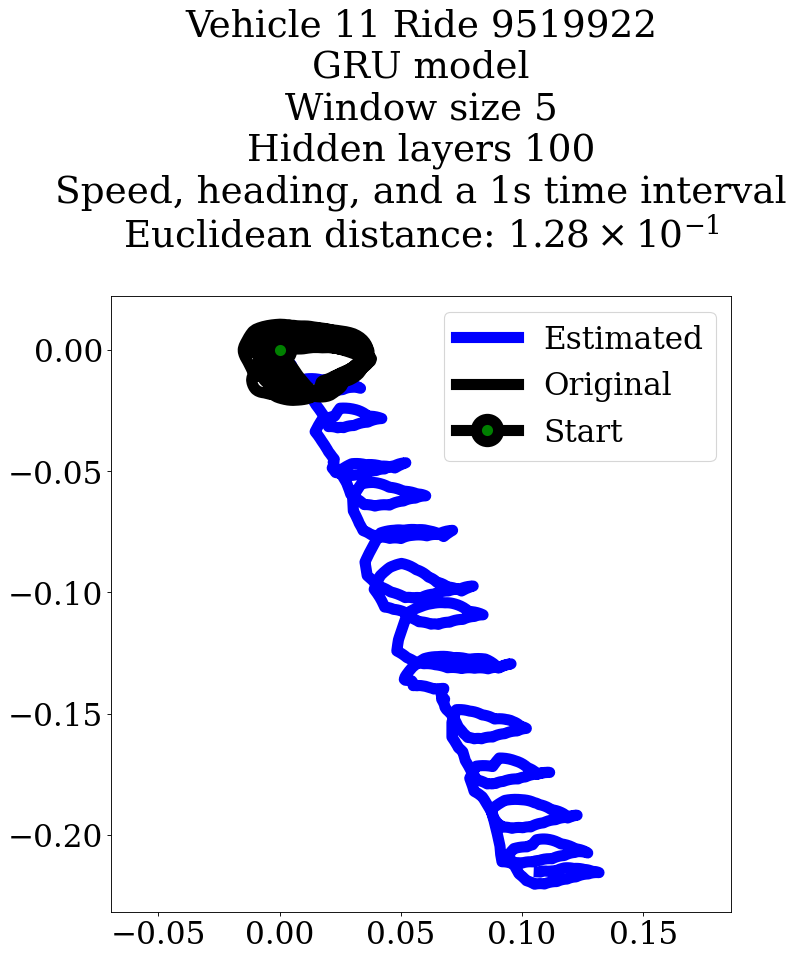 Vehicle 11 Ride 9519922
GRU model
Window size 5
Hidden layers 100
Speed, heading, and a 1s time interval
Euclidean distance: 1.28 × 10⁻¹
Estimated
Original
Start
0.00
−0.05
−0.10
−0.15
−0.20
−0.05 0.00 0.05 0.10 0.15